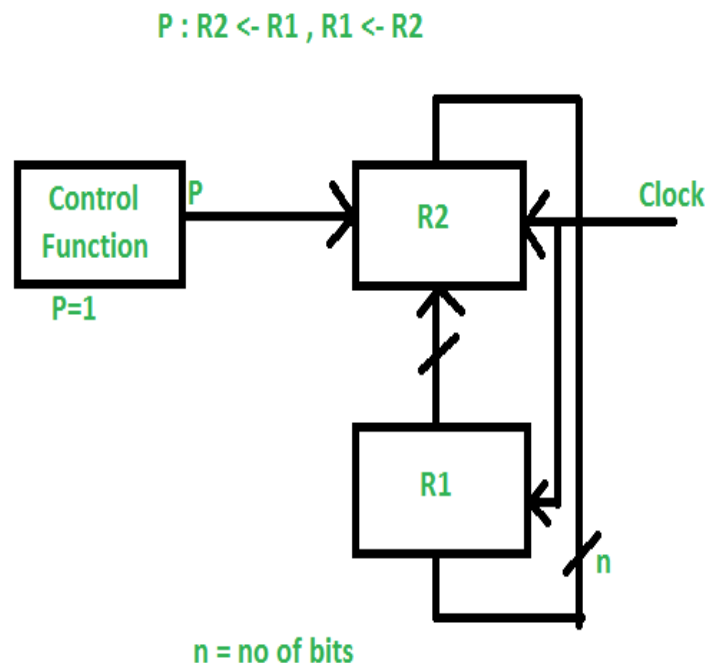 P : R2 <- R1 , R1 <- R2
Control
Function
P
P=1
R2
Clock
R1
n
n = no of bits